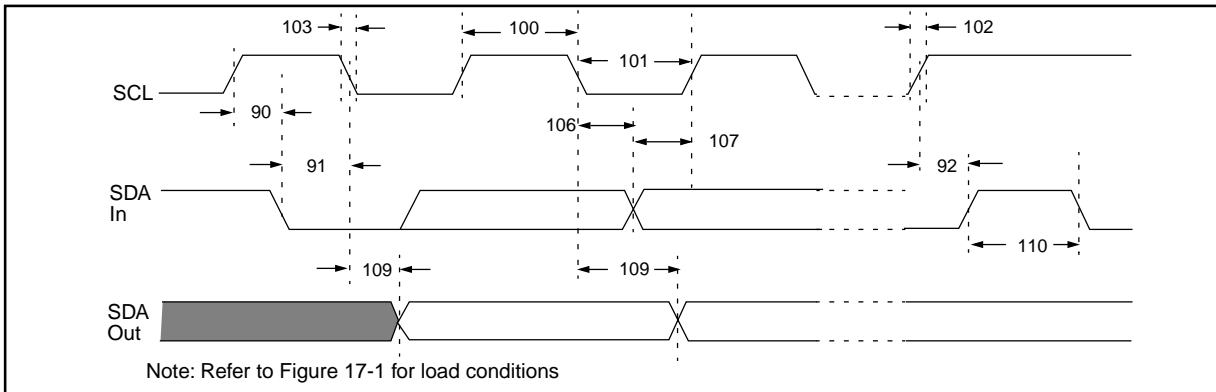 103
100
102
101
SCL
90
106
107
91
92
SDA
In
110
109
109
SDA
Out
Note: Refer to Figure 17-1 for load conditions